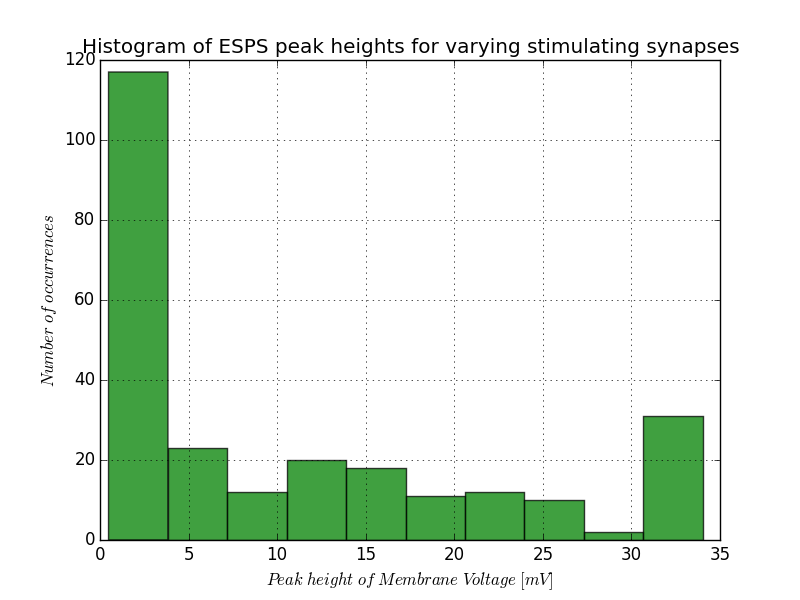 Histogram of ESPS peak heights for varying stimulating synapses
120
100
80
60
40
20
0
Number of occurrences
0 5 10 15 20 25 30 35
Peak height of Membrane Voltage [mV]